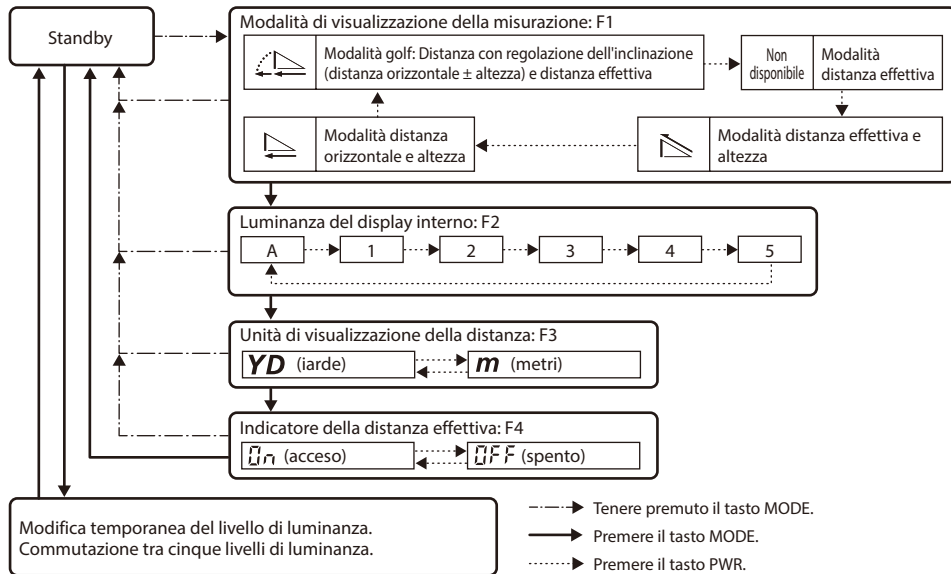 Standby
Modalità di visualizzazione della misurazione: F1
Modalità golf: Distanza con regolazione dell'inclinazione
(distanza orizzontale ± altezza) e distanza effettiva
Non
disponibile
Modalità
distanza effettiva
Modalità distanza
orizzontale e altezza
Modalità distanza effettiva e
altezza
Luminanza del display interno: F2
A
1
2
3
4
5
Unità di visualizzazione della distanza: F3
YD (iarde)
m (metri)
Indicatore della distanza effettiva: F4
On (acceso)
OFF (spento)
Modifica temporanea del livello di luminanza.
Commutazione tra cinque livelli di luminanza.
Tenere premuto il tasto MODE.
Premere il tasto MODE.
Premere il tasto PWR.